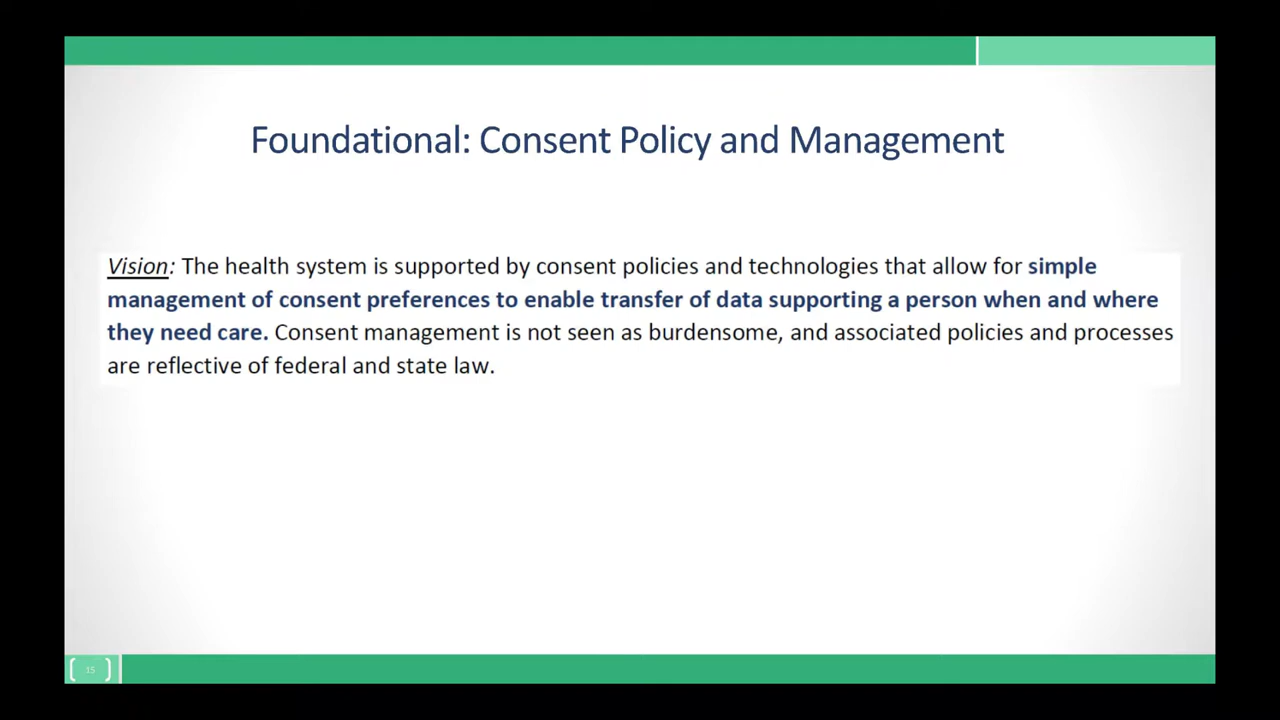 Foundational: Consent Policy and Management
Vision: The health system is supported by consent policies and technologies that allow for simple
management of consent preferences to enable transfer of data supporting a person when and where
they need care. Consent management is not seen as burdensome, and associated policies and processes
are reflective of federal and state law.
15